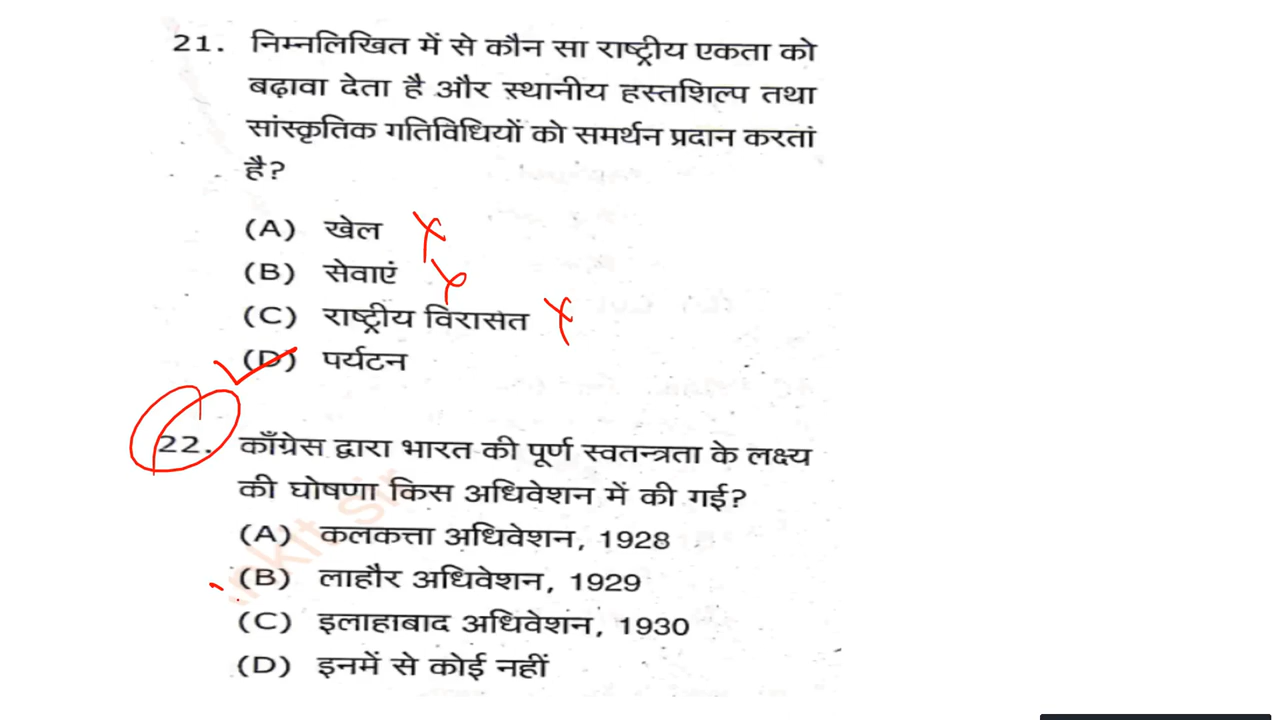 21. निम्नलिखित में से कौन सा राष्ट्रीय एकता को
बढ़ावा देता है और स्थानीय हस्तशिल्प तथा
सांस्कृतिक गतिविधियों को समर्थन प्रदान करता
है?
(A) खेल
(B) सेवाएं
(C) राष्ट्रीय विरासत
(D) पर्यटन
22. काँग्रेस द्वारा भारत की पूर्ण स्वतन्त्रता के लक्ष्य
की घोषणा किस अधिवेशन में की गई?
(A) कलकत्ता अधिवेशन, 1928
(B) लाहौर अधिवेशन, 1929
(C) इलाहाबाद अधिवेशन, 1930
(D) इनमें से कोई नहीं